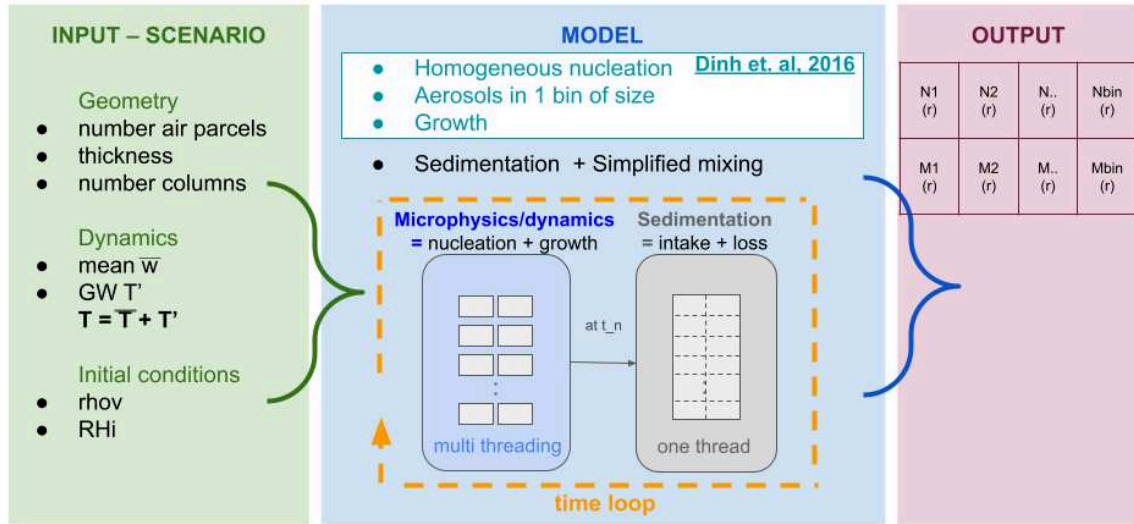 INPUT – SCENARIO
Geometry
● number air parcels
● thickness
● number columns
Dynamics
● mean w̅
● GW T'
T = T̅ + T'
Initial conditions
● rhov
● RHi
MODEL
● Homogeneous nucleation Dinh et. al, 2016
● Aerosols in 1 bin of size
● Growth
● Sedimentation + Simplified mixing
Microphysics/dynamics
= nucleation + growth
Sedimentation
= intake + loss
at t_n
multi threading
one thread
time loop
OUTPUT
N1 N2 N.. Nbin
(r) (r) (r) (r)
M1 M2 M.. Mbin
(r) (r) (r) (r)